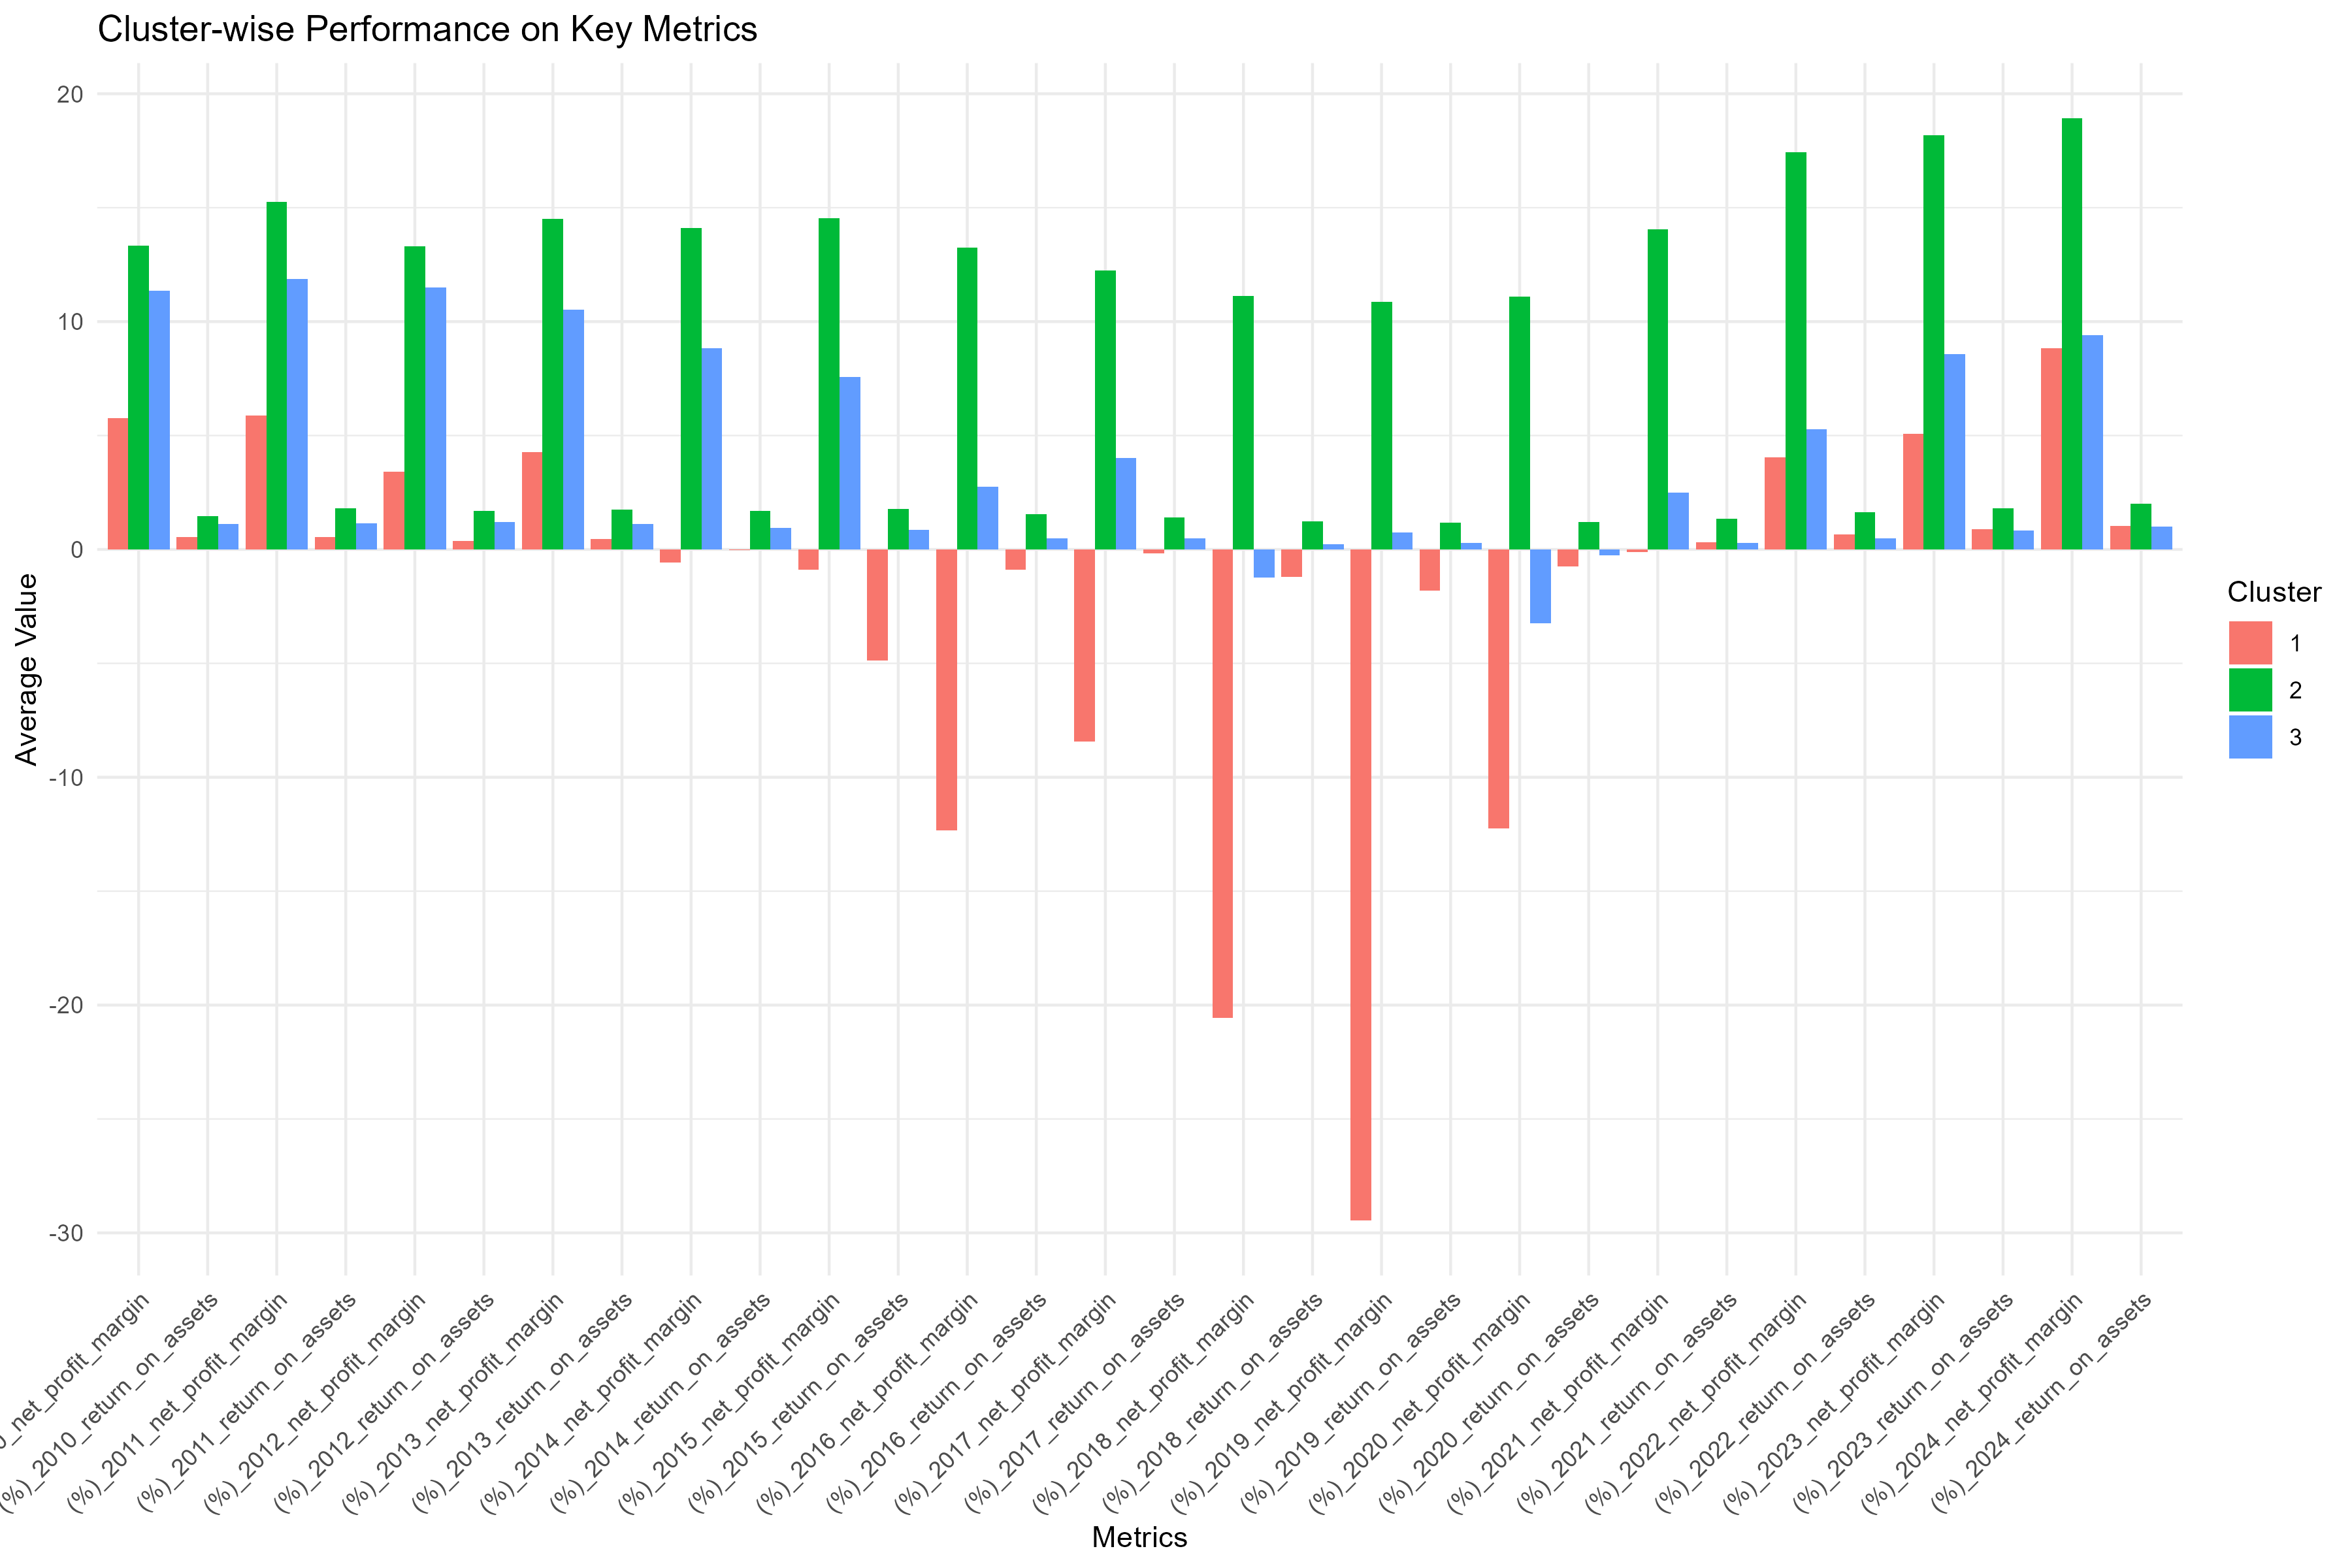 Cluster-wise Performance on Key Metrics
20
10
0
-10
-20
-30
Average Value
0_net_profit_margin
(%)_2010_return_on_assets
(%)_2011_net_profit_margin
(%)_2011_return_on_assets
(%)_2012_net_profit_margin
(%)_2012_return_on_assets
(%)_2013_net_profit_margin
(%)_2013_return_on_assets
(%)_2014_net_profit_margin
(%)_2014_return_on_assets
(%)_2015_net_profit_margin
(%)_2015_return_on_assets
(%)_2016_net_profit_margin
(%)_2016_return_on_assets
(%)_2017_net_profit_margin
(%)_2017_return_on_assets
(%)_2018_net_profit_margin
(%)_2018_return_on_assets
(%)_2019_net_profit_margin
(%)_2019_return_on_assets
(%)_2020_net_profit_margin
(%)_2020_return_on_assets
(%)_2021_net_profit_margin
(%)_2021_return_on_assets
(%)_2022_net_profit_margin
(%)_2022_return_on_assets
(%)_2023_net_profit_margin
(%)_2023_return_on_assets
(%)_2024_net_profit_margin
(%)_2024_return_on_assets
Metrics
Cluster
1
2
3